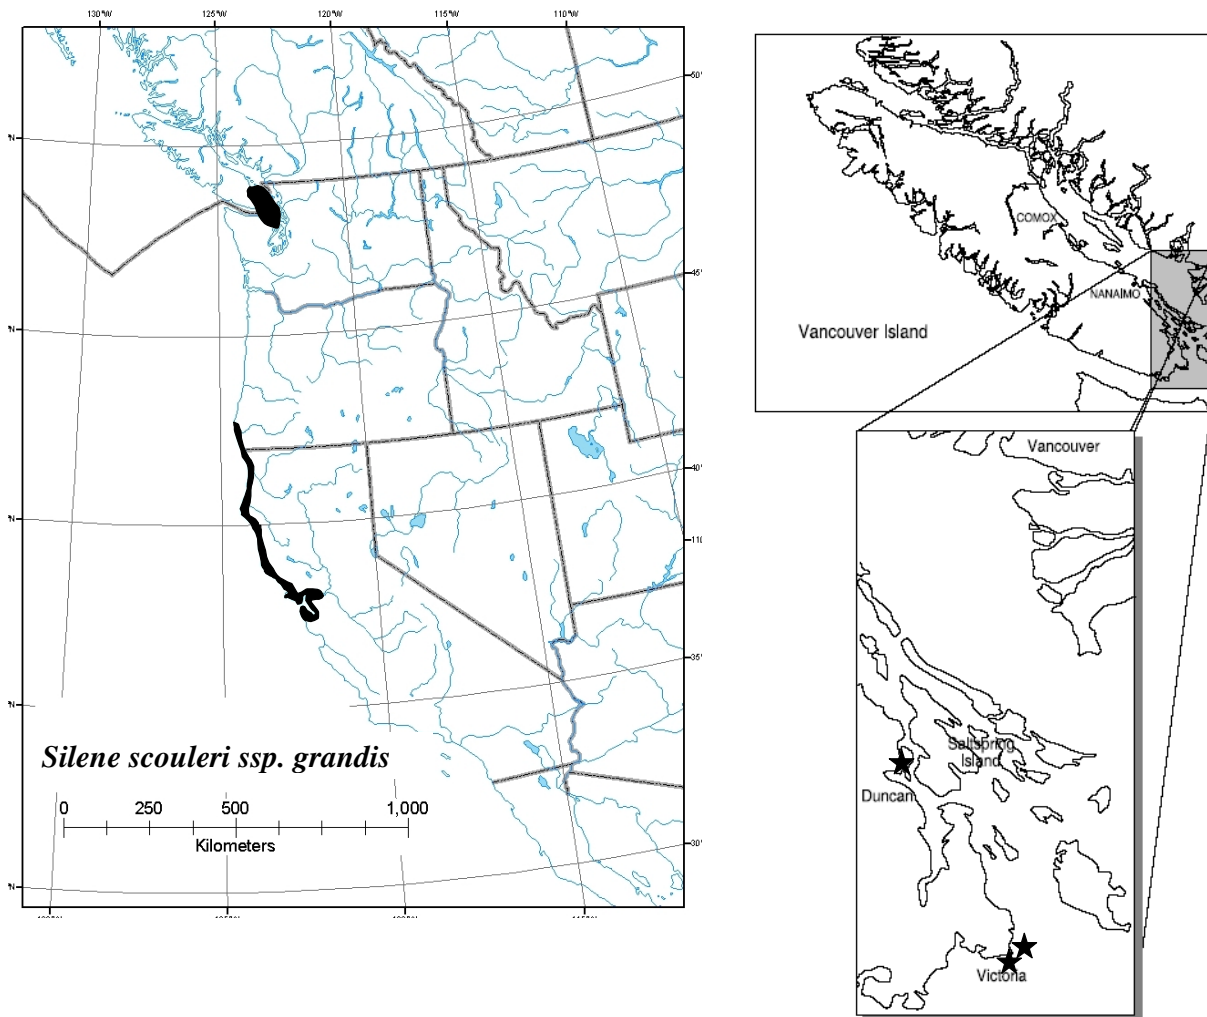 130°W
125°W
120°W
115°W
110°W
50°
45°
40°
110
35°
30°
Silene scouleri ssp. grandis
0 250 500 1,000
Kilometers
COMOX
NANAIMO
Vancouver Island
Vancouver
Saltspring
Island
Duncan
Victoria